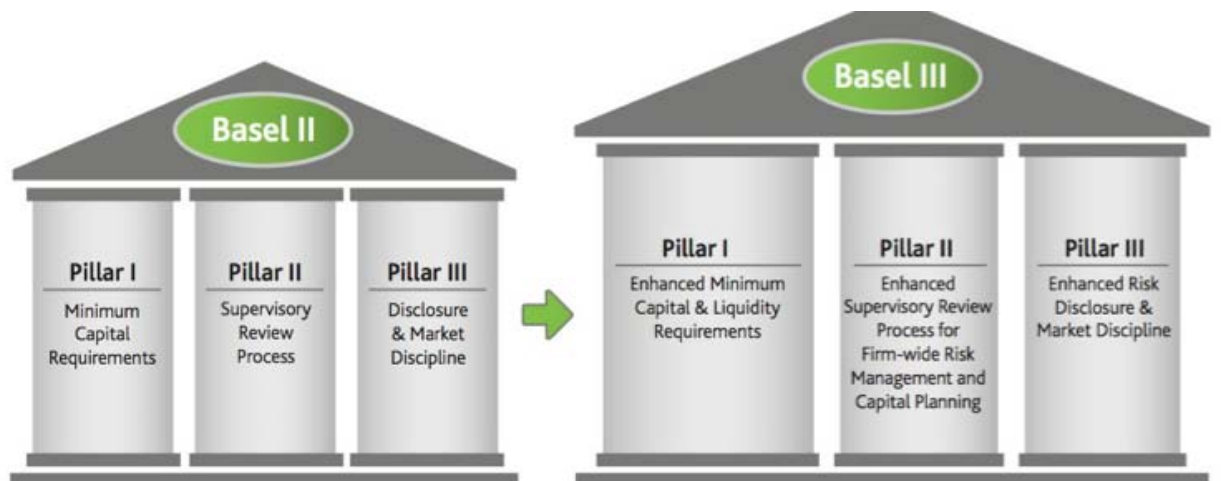 Basel II
Pillar I
Minimum
Capital
Requirements
Pillar II
Supervisory
Review
Process
Pillar III
Disclosure
& Market
Discipline
Basel III
Pillar I
Enhanced Minimum
Capital & Liquidity
Requirements
Pillar II
Enhanced
Supervisory Review
Process for
Firm-wide Risk
Management and
Capital Planning
Pillar III
Enhanced Risk
Disclosure &
Market Discipline